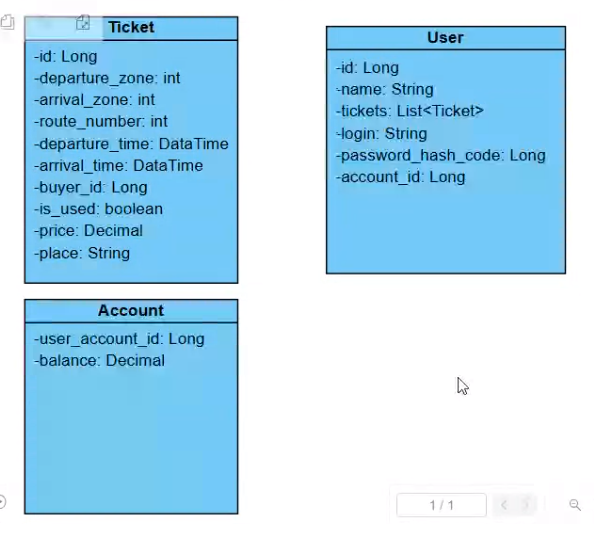 Ticket
-id: Long
-departure_zone: int
-arrival_zone: int
-route_number: int
-departure_time: DataTime
-arrival_time: DataTime
-buyer_id: Long
-is_used: boolean
-price: Decimal
-place: String
User
-id: Long
-name: String
-tickets: List<Ticket>
-login: String
-password_hash_code: Long
-account_id: Long
Account
-user_account_id: Long
-balance: Decimal
1 / 1